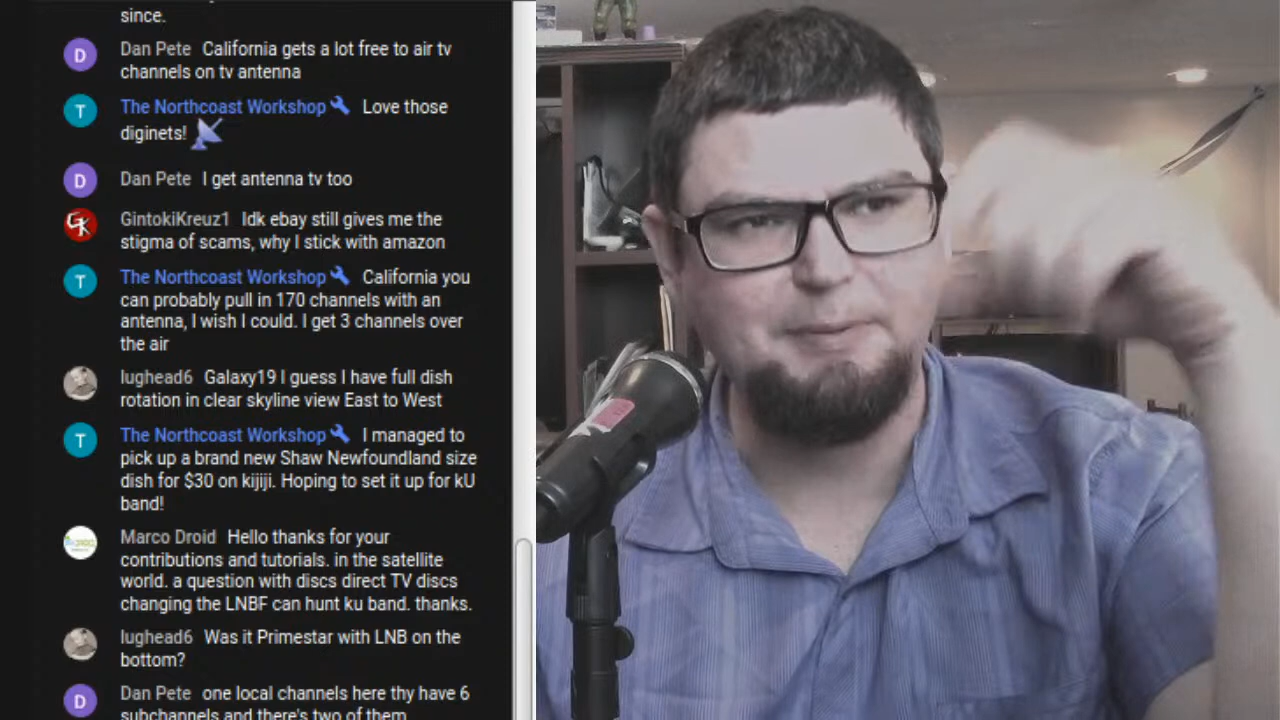 since.
D
Dan Pete California gets a lot free to air tv
channels on tv antenna
T
The Northcoast Workshop Love those
diginets!
D
Dan Pete I get antenna tv too
GK
GintokiKreuz1 Idk ebay still gives me the
stigma of scams, why I stick with amazon
T
The Northcoast Workshop California you
can probably pull in 170 channels with an
antenna, I wish I could. I get 3 channels over
the air
lughead6 Galaxy19 I guess I have full dish
rotation in clear skyline view East to West
T
The Northcoast Workshop I managed to
pick up a brand new Shaw Newfoundland size
dish for $30 on kijiji. Hoping to set it up for kU
band!
Marco Droid Hello thanks for your
contributions and tutorials. in the satellite
world. a question with discs direct TV discs
changing the LNBF can hunt ku band. thanks.
lughead6 Was it Primestar with LNB on the
bottom?
D
Dan Pete one local channels here thy have 6
subchannels and there's two of them